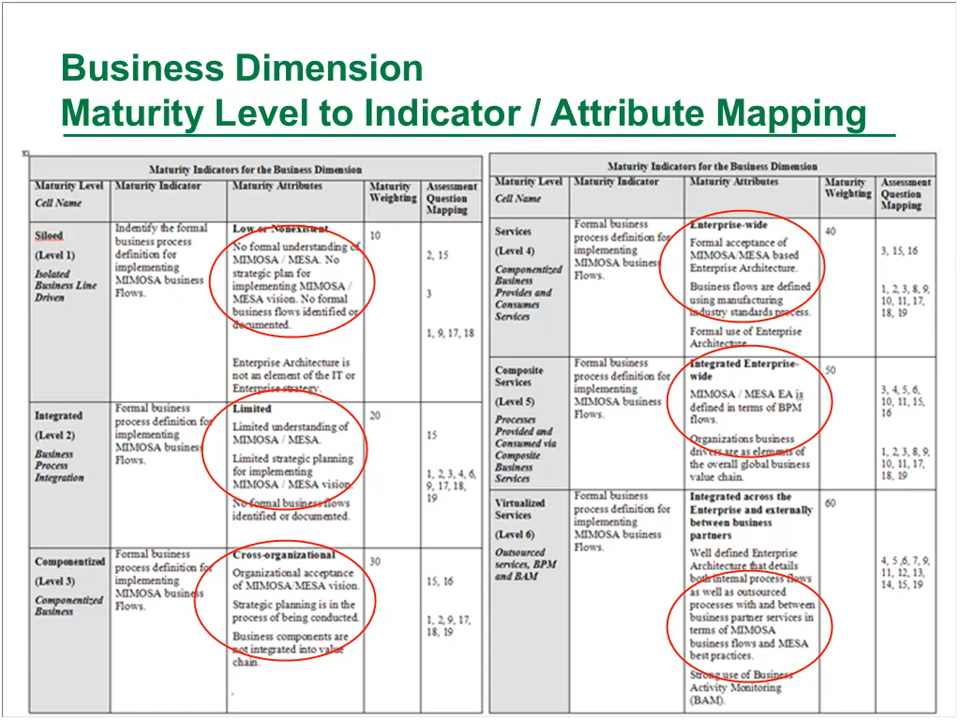 Business Dimension
Maturity Level to Indicator / Attribute Mapping
Maturity Indicators for the Business Dimension
Maturity Level
Cell Name
Maturity Indicator
Maturity Attributes
Maturity
Weighting
Assessment
Question
Mapping
Siloed
(Level 1)
Isolated
Business Line
Driven
Indentify the formal
business process
definition for
implementing
MIMOSA business
Flows.
Low or Nonexistent
No formal understanding of
MIMOSA / MESA. No
strategic plan for
implementing MIMOSA /
MESA vision. No formal
business flows identified or
documented.
Enterprise Architecture is
not an element of the IT or
Enterprise strategy.
10
2, 15
3
1, 9, 17, 18
Integrated
(Level 2)
Business
Process
Integration
Formal business
process definition for
implementing
MIMOSA business
Flows.
Limited
Limited understanding of
MIMOSA / MESA.
Limited strategic planning
for implementing
MIMOSA / MESA vision.
No formal business flows
identified or documented.
20
15
1, 2, 3, 4, 6,
9, 17, 18,
19
Componentized
(Level 3)
Componentized
Business
Formal business
process definition for
implementing
MIMOSA business
Flows.
Cross-organizational
Organizational acceptance
of MIMOSA/MESA vision.
Strategic planning is in the
process of being conducted.
Business components are
not integrated into value
chain.
30
15, 16
1, 2, 9, 17,
18, 19
Maturity Indicators for the Business Dimension
Maturity Level
Cell Name
Maturity Indicator
Maturity Attributes
Maturity
Weighting
Assessment
Question
Mapping
Services
(Level 4)
Componentized
Business
Provides and
Consumes
Services
Formal business
process definition for
implementing
MIMOSA business
Flows.
Enterprise-wide
Formal acceptance of
MIMOSA/MESA based
Enterprise Architecture.
Business flows are defined
using manufacturing
industry standards process.
Formal use of Enterprise
Architecture
40
3, 15, 16
1, 2, 3, 8, 9,
10, 11, 17,
18, 19
Composite
Services
(Level 5)
Processes
Provided and
Consumed via
Composite
Business
Services
Formal business
process definition for
implementing
MIMOSA business
Flows.
Integrated Enterprise-
wide
MIMOSA / MESA EA is
defined in terms of BPM
flows.
Organizations business
drivers are as elements of
the overall global business
value chain.
50
3, 4, 5, 6,
10, 11, 15,
16
1, 2, 3, 8, 9,
10, 11, 17,
18, 19
Virtualized
Services
(Level 6)
Outsourced
services, BPM
and BAM
Formal business
process definition for
implementing
MIMOSA business
Flows.
Integrated across the
Enterprise and externally
between business
partners
Well defined Enterprise
Architecture that details
both internal process flows
as well as outsourced
processes with and between
business partner services in
terms of MIMOSA
business flows and MESA
best practices.
Strong use of Business
Activity Monitoring
(BAM).
60
4, 5 ,6, 7, 9,
11, 12, 13,
14, 15, 19